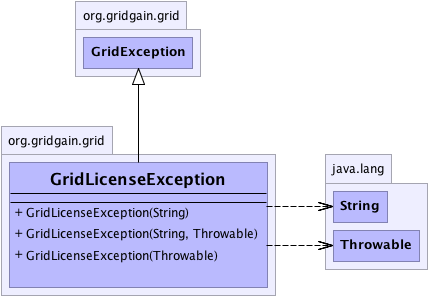 org.gridgain.grid
GridException
org.gridgain.grid
GridLicenseException
+ GridLicenseException(String)
+ GridLicenseException(String, Throwable)
+ GridLicenseException(Throwable)
java.lang
String
Throwable